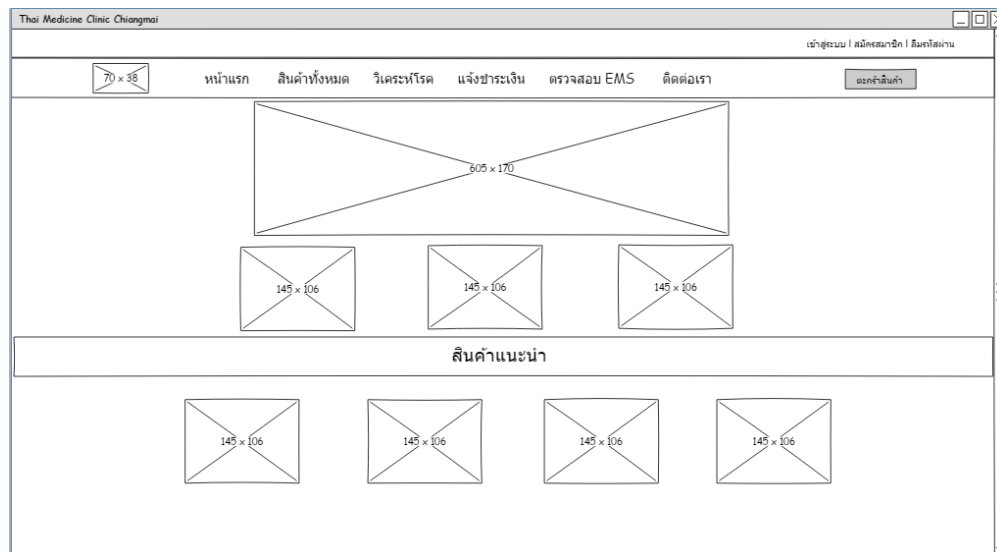 Thai Medicine Clinic Chiangmai
เข้าสู่ระบบ | สมัครสมาชิก | ลืมรหัสผ่าน
70 x 38 หน้าแรก สินค้าทั้งหมด วิเคราะห์โรค แจ้งชำระเงิน ตรวจสอบ EMS ติดต่อเรา ตะกร้าสินค้า
605 x 170
145 x 106 145 x 106 145 x 106
สินค้าแนะนำ
145 x 106 145 x 106 145 x 106 145 x 106